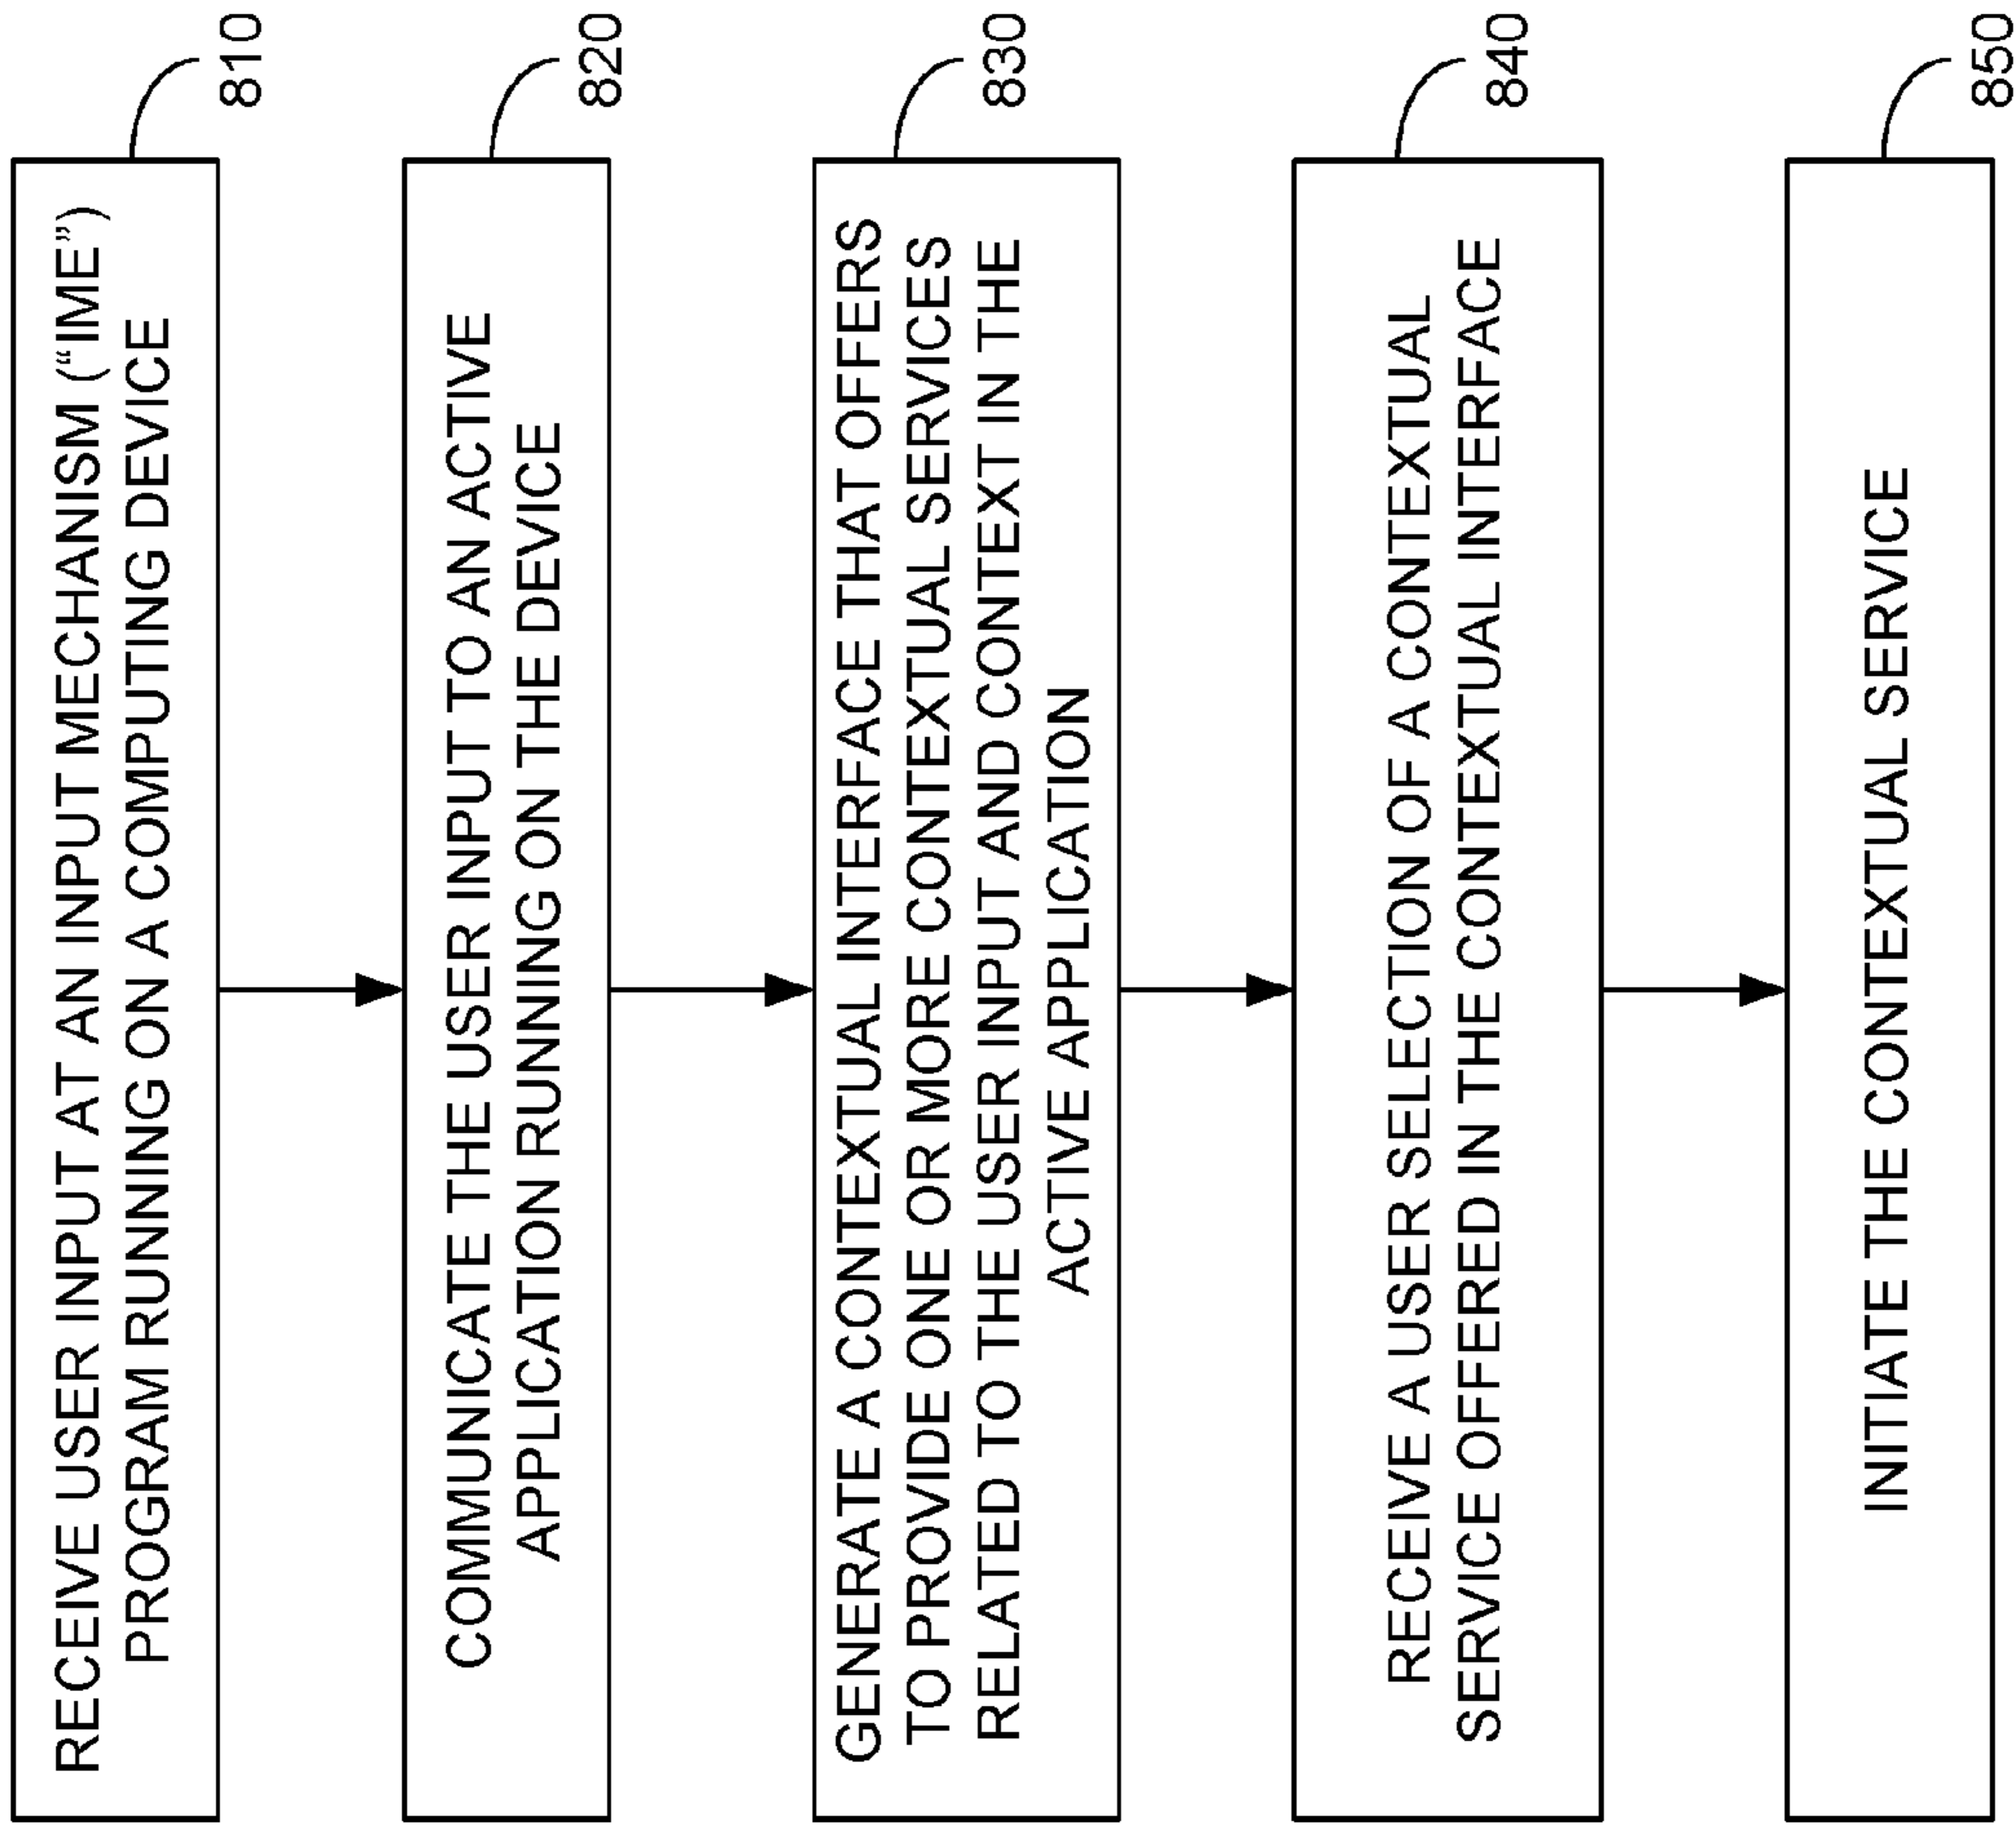 RECEIVE USER INPUT AT AN INPUT MECHANISM (“IME”)
PROGRAM RUNNING ON A COMPUTING DEVICE
810
COMMUNICATE THE USER INPUT TO AN ACTIVE
APPLICATION RUNNING ON THE DEVICE
820
GENERATE A CONTEXTUAL INTERFACE THAT OFFERS
TO PROVIDE ONE OR MORE CONTEXTUAL SERVICES
RELATED TO THE USER INPUT AND CONTEXT IN THE
ACTIVE APPLICATION
830
RECEIVE A USER SELECTION OF A CONTEXTUAL
SERVICE OFFERED IN THE CONTEXTUAL INTERFACE
840
INITIATE THE CONTEXTUAL SERVICE
850